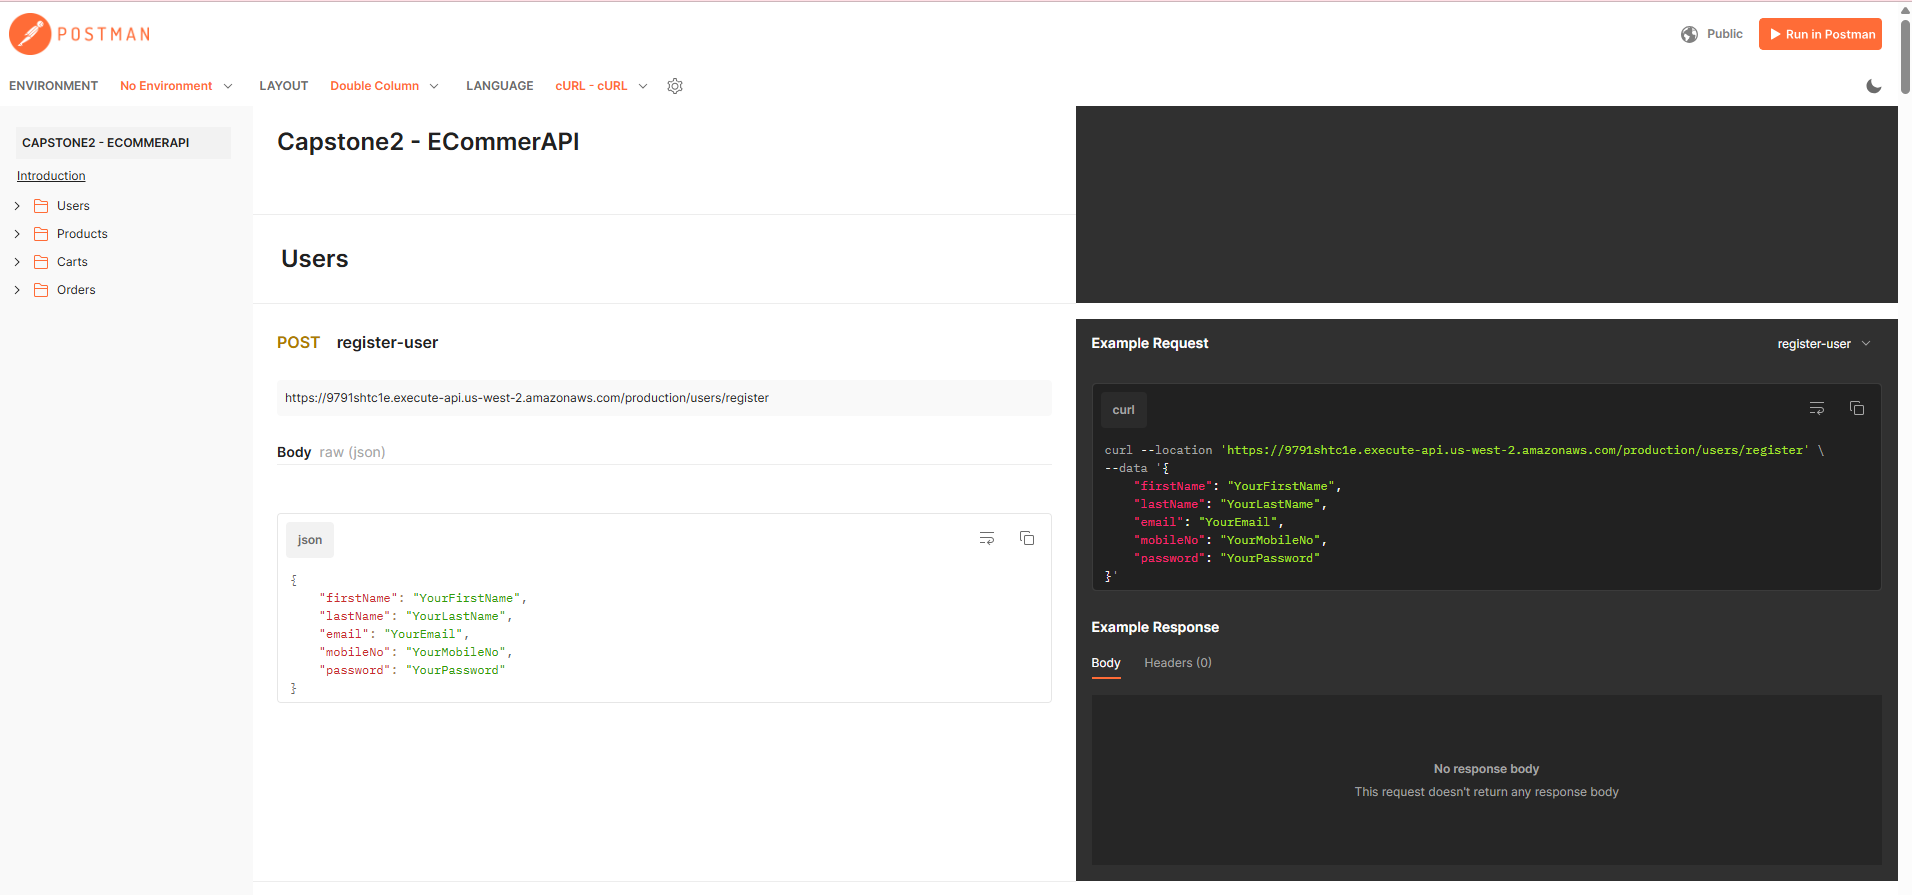 POSTMAN
Public
Run in Postman
ENVIRONMENT No Environment LAYOUT Double Column LANGUAGE cURL - cURL
CAPSTONE2 - ECOMMERAPI
Introduction
Users
Products
Carts
Orders
Capstone2 - ECommerAPI
Users
POST register-user
https://9791shtc1e.execute-api.us-west-2.amazonaws.com/production/users/register
Body raw (json)
json
{
"firstName": "YourFirstName",
"lastName": "YourLastName",
"email": "YourEmail",
"mobileNo": "YourMobileNo",
"password": "YourPassword"
}
Example Request
register-user
curl
curl --location 'https://9791shtc1e.execute-api.us-west-2.amazonaws.com/production/users/register' \
--data '{
"firstName": "YourFirstName",
"lastName": "YourLastName",
"email": "YourEmail",
"mobileNo": "YourMobileNo",
"password": "YourPassword"
}'
Example Response
Body Headers (0)
No response body
This request doesn't return any response body